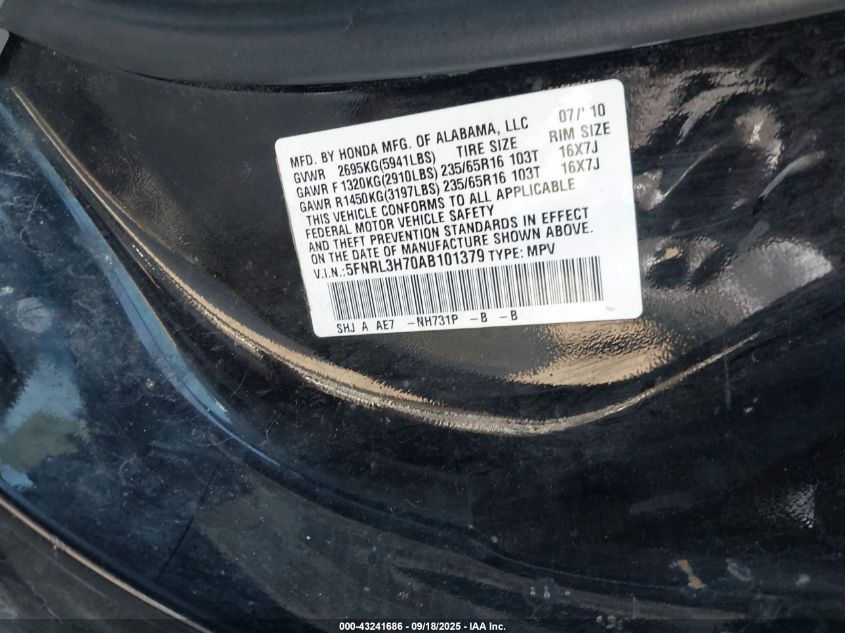 MFD. BY HONDA MFG. OF ALABAMA, LLC 07/'10
GVWR 2695KG(5941LBS) TIRE SIZE RIM SIZE
GAWR F 1320KG(2910LBS) 235/65R16 103T 16X7J
GAWR R 1450KG(3197LBS) 235/65R16 103T 16X7J
THIS VEHICLE CONFORMS TO ALL APPLICABLE
FEDERAL MOTOR VEHICLE SAFETY
AND THEFT PREVENTION STANDARDS IN EFFECT
ON THE DATE OF MANUFACTURE SHOWN ABOVE.
V.I.N.:5FNRL3H70AB101379 TYPE: MPV
SHJ A AE7 -NH731P -B -B
000-43241686 - 09/18/2025 - IAA Inc.